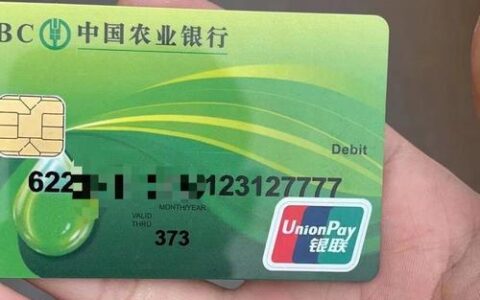 BC 中国农业银行
Debit
622 123127777
MONTH/YEAR
VALID
THRU
373
UnionPay
银联